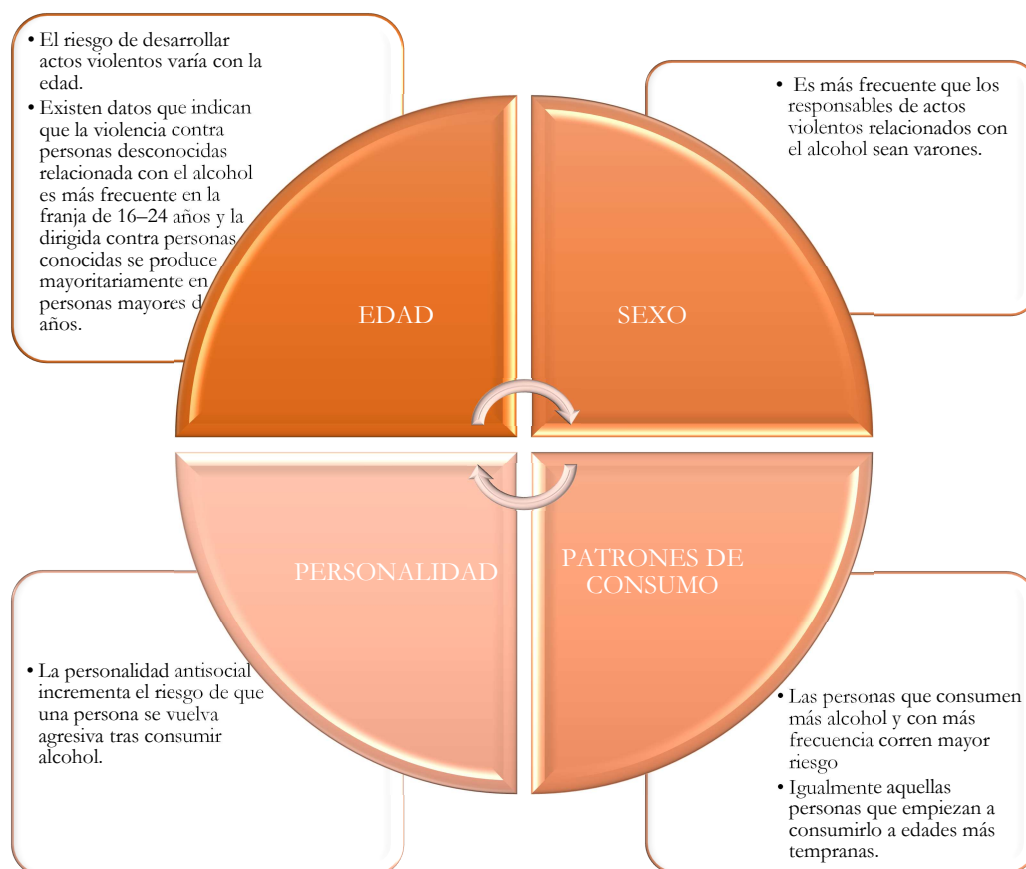 • El riesgo de desarrollar
actos violentos varía con la
edad.
• Existen datos que indican
que la violencia contra
personas desconocidas
relacionada con el alcohol
es más frecuente en la
franja de 16–24 años y la
dirigida contra personas
conocidas se produce
mayoritariamente en
personas mayores
años.
• Es más frecuente que los
responsables de actos
violentos relacionados con
el alcohol sean varones.
EDAD
SEXO
PERSONALIDAD
PATRONES DE
CONSUMO
• La personalidad antisocial
incrementa el riesgo de que
una persona se vuelva
agresiva tras consumir
alcohol.
• Las personas que consumen
más alcohol y con más
frecuencia corren mayor
riesgo
• Igualmente aquellas
personas que empiezan a
consumirlo a edades más
tempranas.